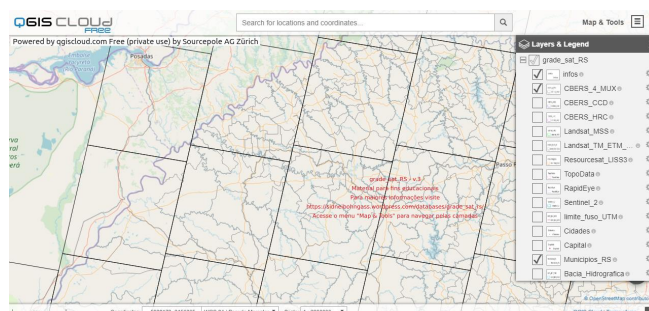 QGIS CLOUD
FREE
Search for locations and coordinates...
Map & Tools
Powered by qgiscloud.com Free (private use) by Sourcepole AG Zürich
Posadas
Layers & Legend
grade_sat_RS
infos
CBERS_4_MUX
CBERS_CCD
CBERS_HRC
Landsat_MSS
Landsat_TM_ETM_...
Resourcesat_LISS3
TopoData
RapidEye
Sentinel_2
limite_fuso_UTM
Cidades
Capital
Municipios_RS
Bacia_Hidrografica
Passo
grade_sat_RS / v.3
Material para fins educacionais
Para maiores informações visite
Acesse o menu "Map & Tools" para navegar pelas camadas
© OpenStreetMap contributors